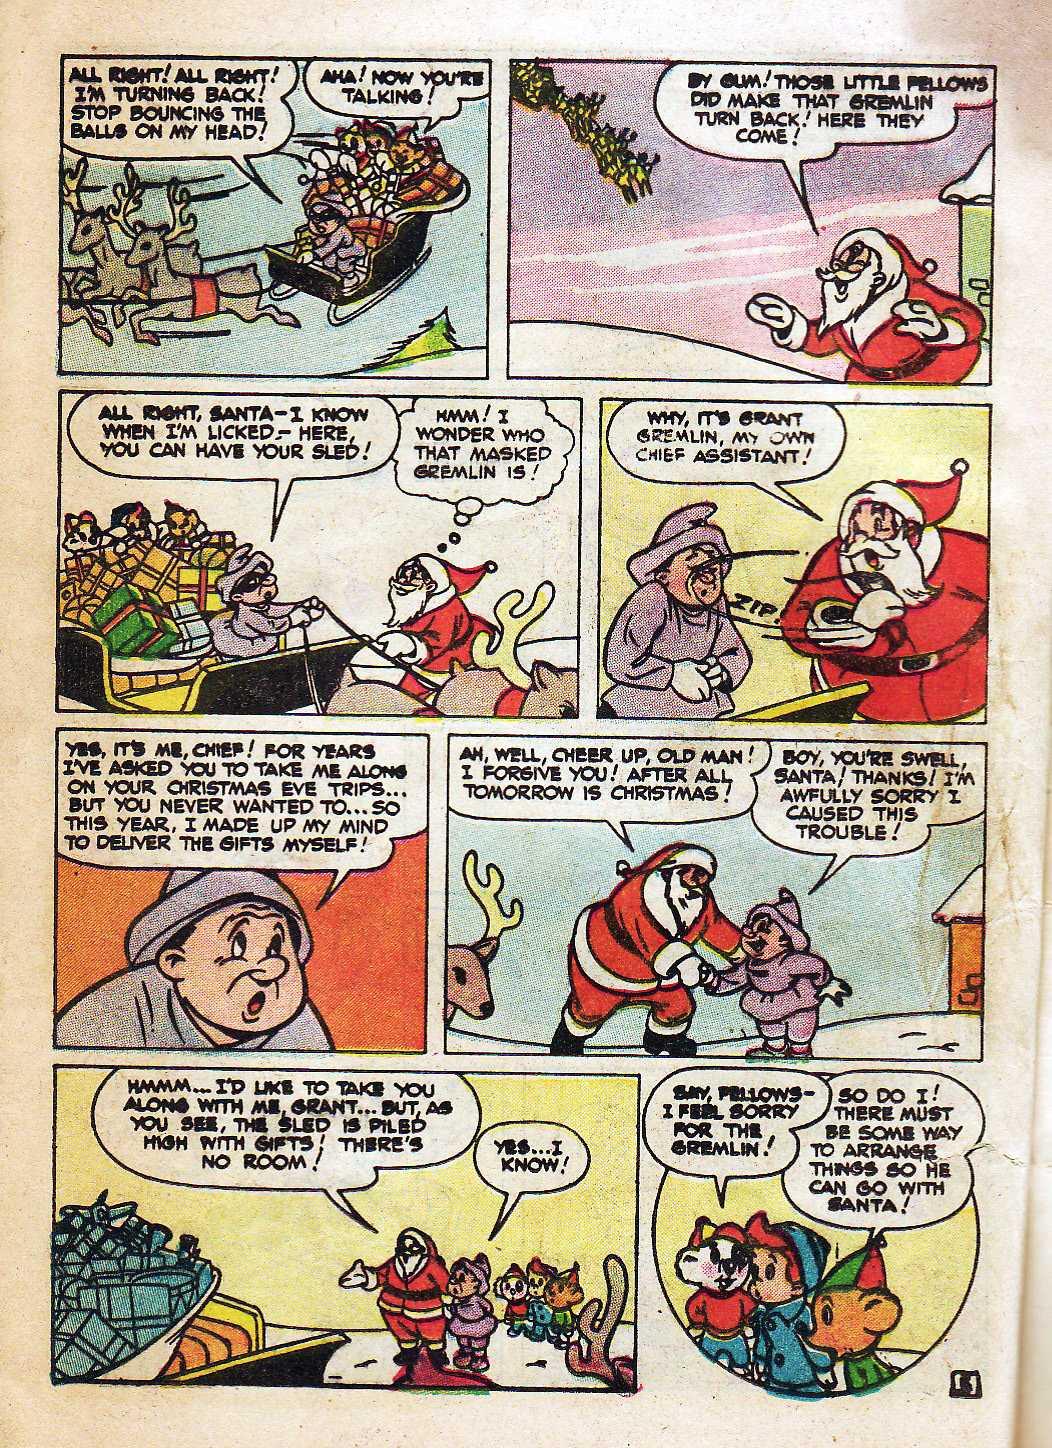 ALL RIGHT! ALL RIGHT!
I'M TURNING BACK!
STOP BOUNCING THE
BALLS ON MY HEAD!
AHA! NOW YOU'RE
TALKING!
BY GUM! THOSE LITTLE FELLOWS
DID MAKE THAT GREMLIN
TURN BACK! HERE THEY
COME!
ALL RIGHT, SANTA-I KNOW
WHEN I'M LICKED.- HERE,
YOU CAN HAVE YOUR SLED!
HMM! I
WONDER WHO
THAT MASKED
GREMLIN IS!
WHY, IT'S GRANT
GREMLIN, MY OWN
CHIEF ASSISTANT!
ZIP!
YES, IT'S ME, CHIEF! FOR YEARS
I'VE ASKED YOU TO TAKE ME ALONG
ON YOUR CHRISTMAS EVE TRIPS...
BUT YOU NEVER WANTED TO...SO
THIS YEAR, I MADE UP MY MIND
TO DELIVER THE GIFTS MYSELF!
AH, WELL, CHEER UP, OLD MAN!
I FORGIVE YOU! AFTER ALL
TOMORROW IS CHRISTMAS!
BOY, YOU'RE SWELL,
SANTA! THANKS! I'M
AWFULLY SORRY I
CAUSED THIS
TROUBLE!
HMMM... I'D LIKE TO TAKE YOU
ALONG WITH ME, GRANT... BUT, AS
YOU SEE, THE SLED IS PILED
HIGH WITH GIFTS! THERE'S
NO ROOM!
YES...I
KNOW!
SAY, FELLOWS-
I FEEL SORRY
FOR THE
GREMLIN!
SO DO I!
THERE MUST
BE SOME WAY
TO ARRANGE
THINGS SO HE
CAN GO WITH
SANTA!